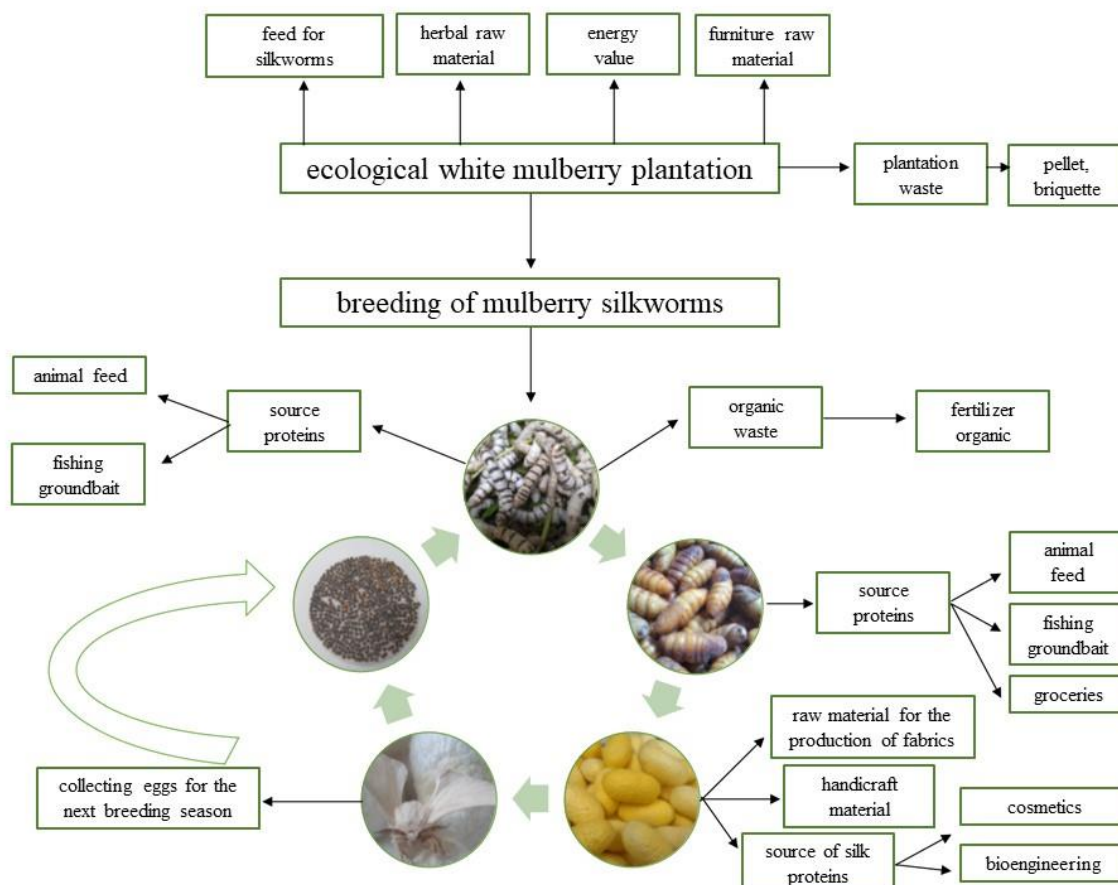 feed for
silkworms
herbal raw
material
energy
value
furniture raw
material
ecological white mulberry plantation
plantation
waste
pellet,
briquette
breeding of mulberry silkworms
animal feed
source
proteins
fishing
groundbait
organic
waste
fertilizer
organic
source
proteins
animal
feed
fishing
groundbait
groceries
raw material for the
production of fabrics
handicraft
material
source of silk
proteins
cosmetics
bioengineering
collecting eggs for the
next breeding season